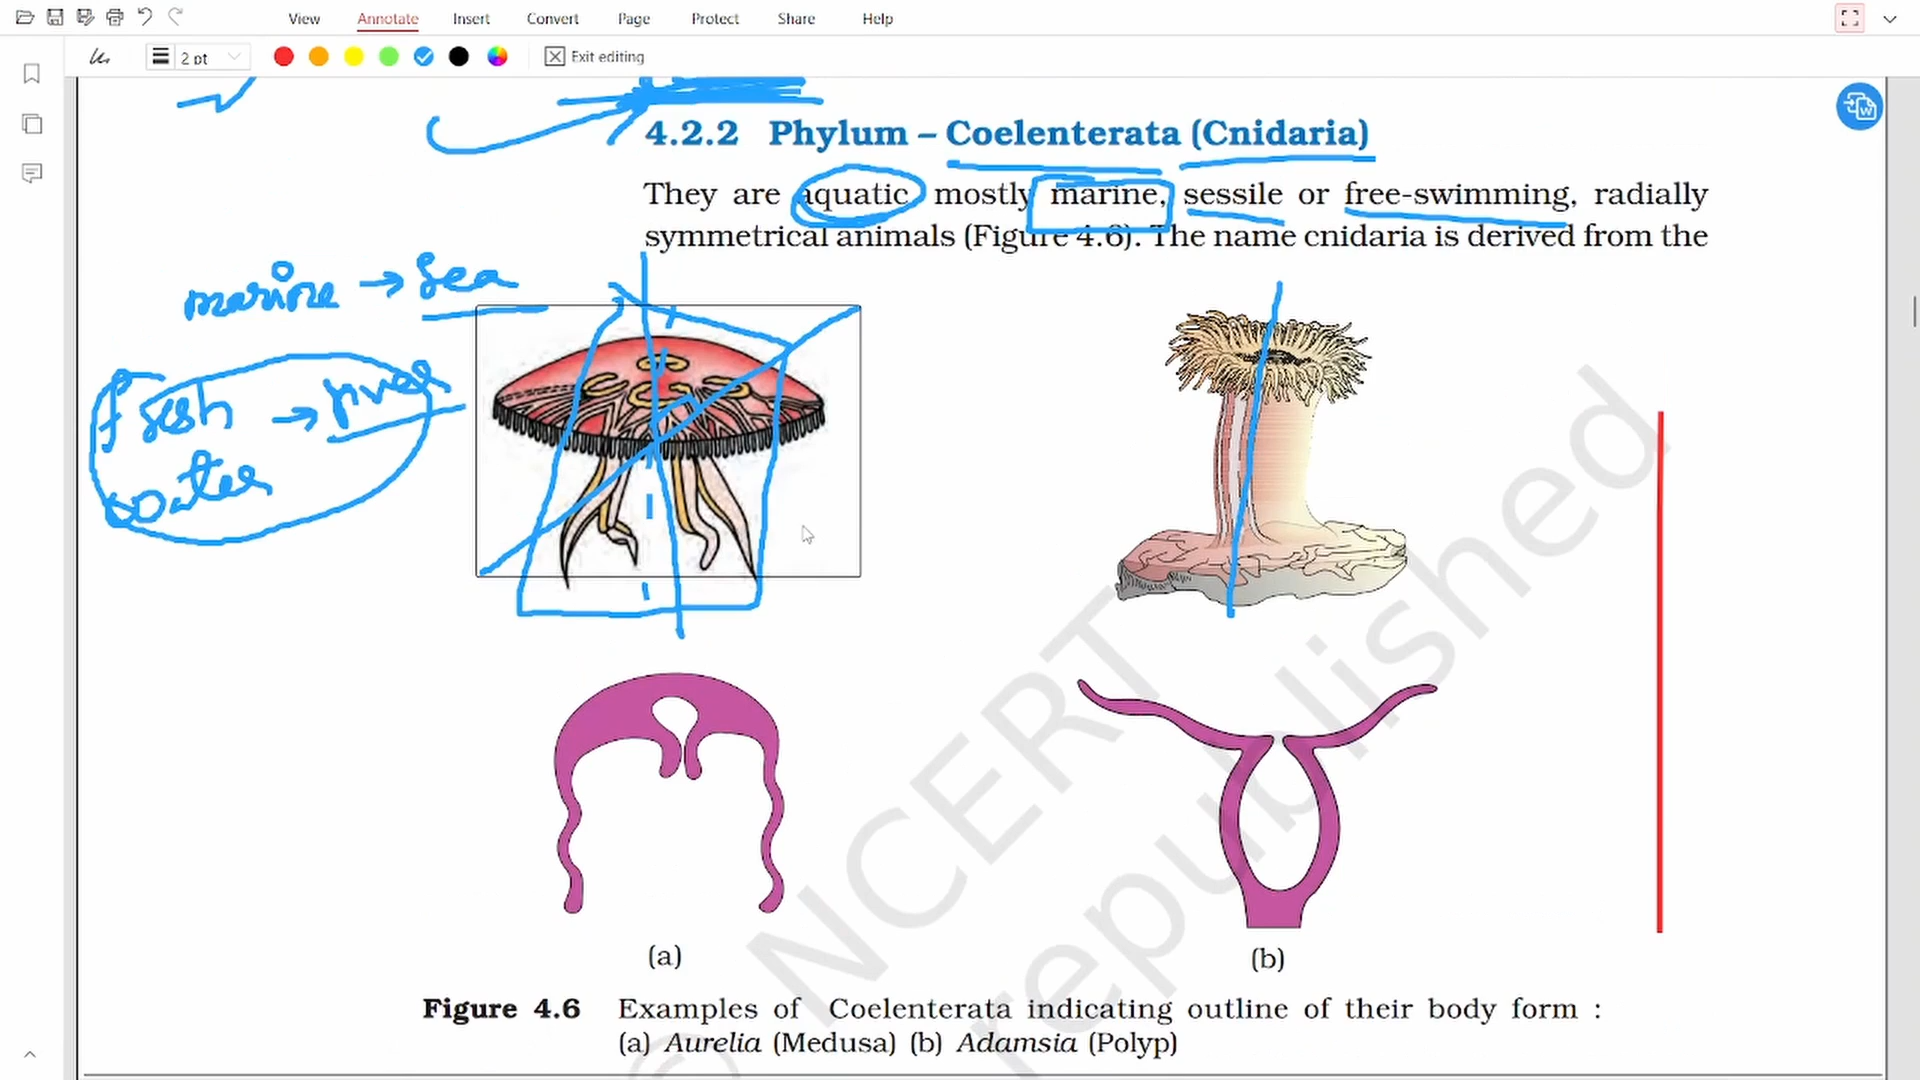 View Annotate Insert Convert Page Protect Share Help
2 pt Exit editing
4.2.2 Phylum – Coelenterata (Cnidaria)
They are aquatic mostly marine, sessile or free-swimming, radially
symmetrical animals (Figure 4.6). The name cnidaria is derived from the
marine → Sea
fresh → river
water
(a)
(b)
Figure 4.6 Examples of Coelenterata indicating outline of their body form :
(a) Aurelia (Medusa) (b) Adamsia (Polyp)
© NCERT
republished